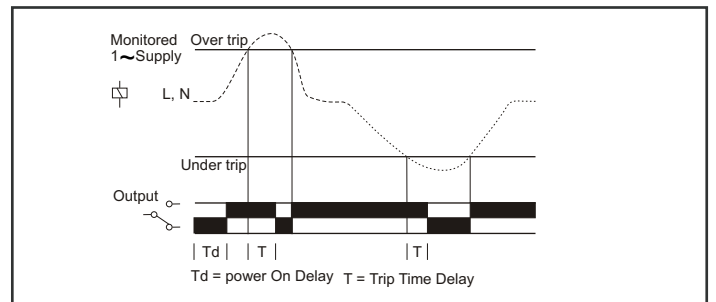 Monitored Over trip
1~Supply
L, N
Under trip
Output
Td T T
Td = power On Delay T = Trip Time Delay